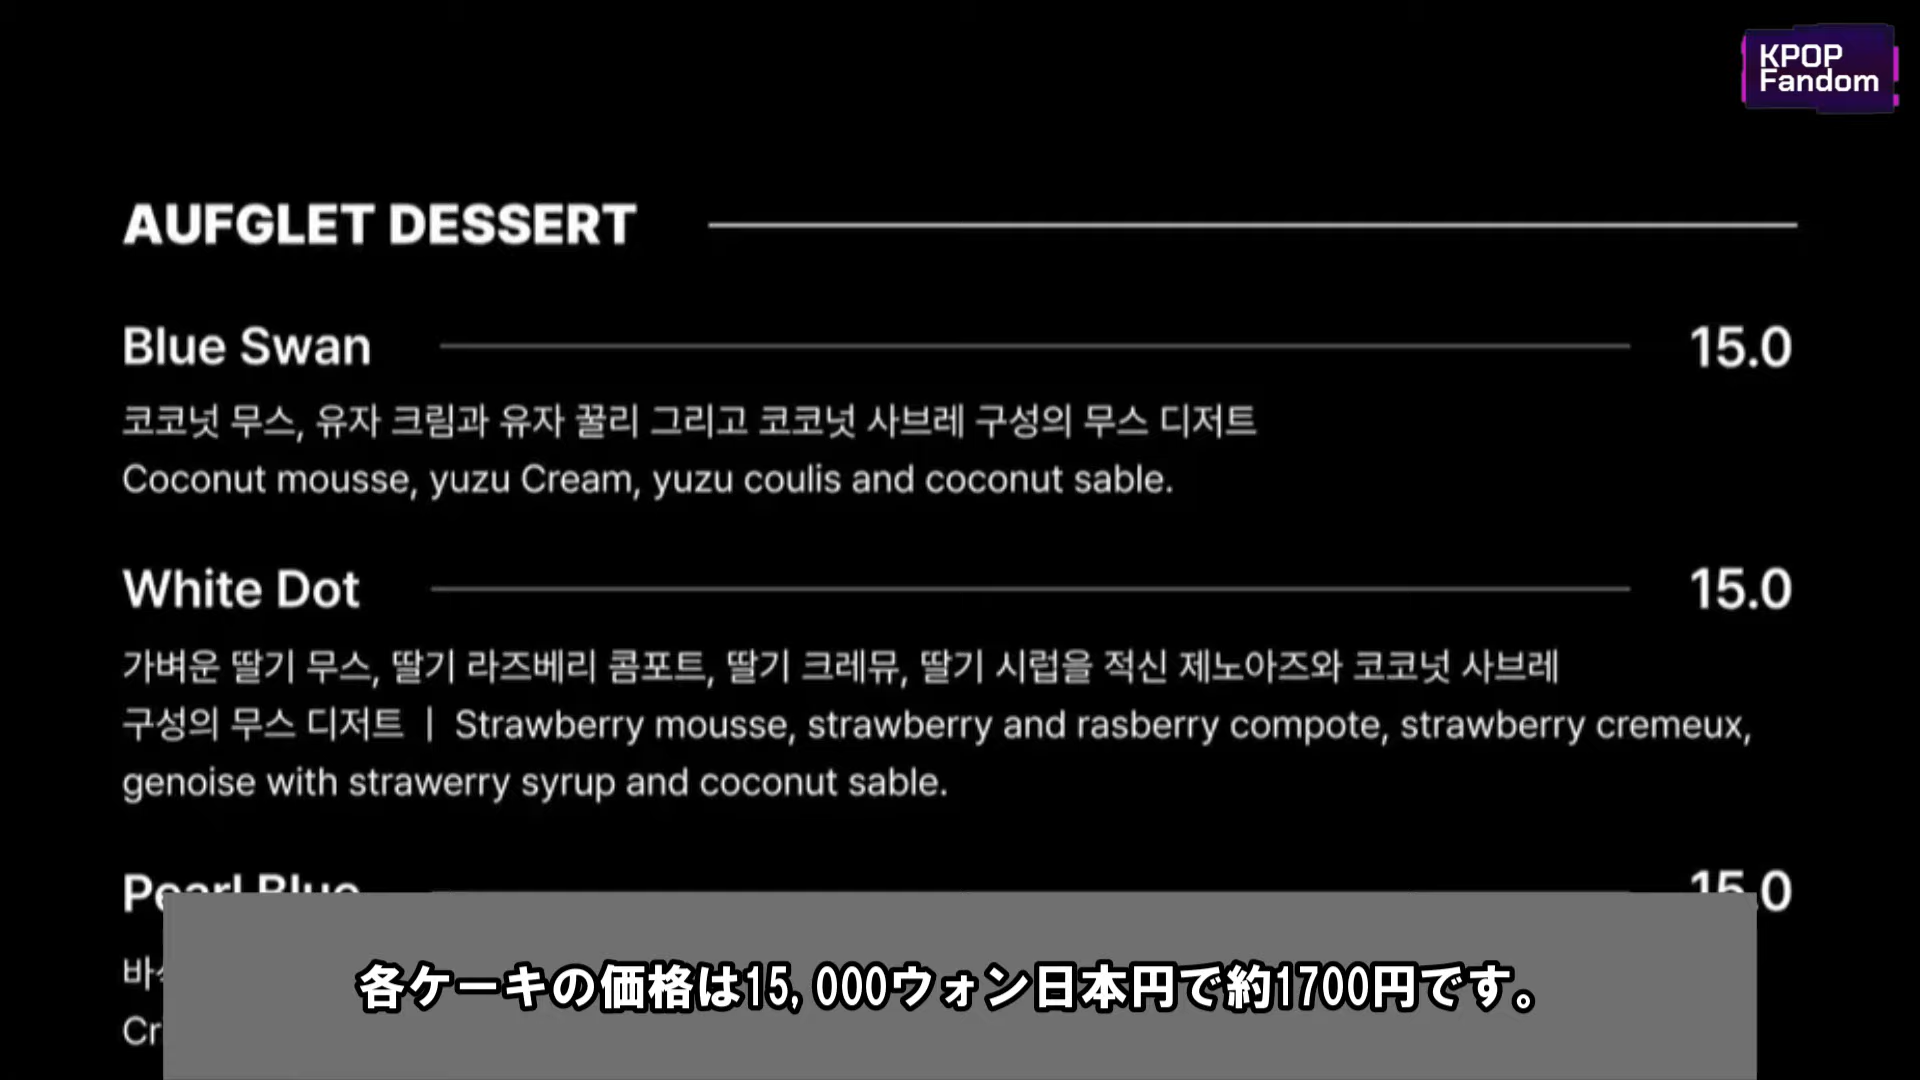 KPOP
Fandom
AUFGLET DESSERT
Blue Swan 15.0
코코넛 무스, 유자 크림과 유자 꿀리 그리고 코코넛 사브레 구성의 무스 디저트
Coconut mousse, yuzu Cream, yuzu coulis and coconut sable.
White Dot 15.0
가벼운 딸기 무스, 딸기 라즈베리 콤포트, 딸기 크레뮤, 딸기 시럽을 적신 제노아즈와 코코넛 사브레
구성의 무스 디저트 | Strawberry mousse, strawberry and rasberry compote, strawberry cremeux,
genoise with strawerry syrup and coconut sable.
Pearl Blue 15.0
各ケーキの価格は15,000ウォン日本円で約1700円です。